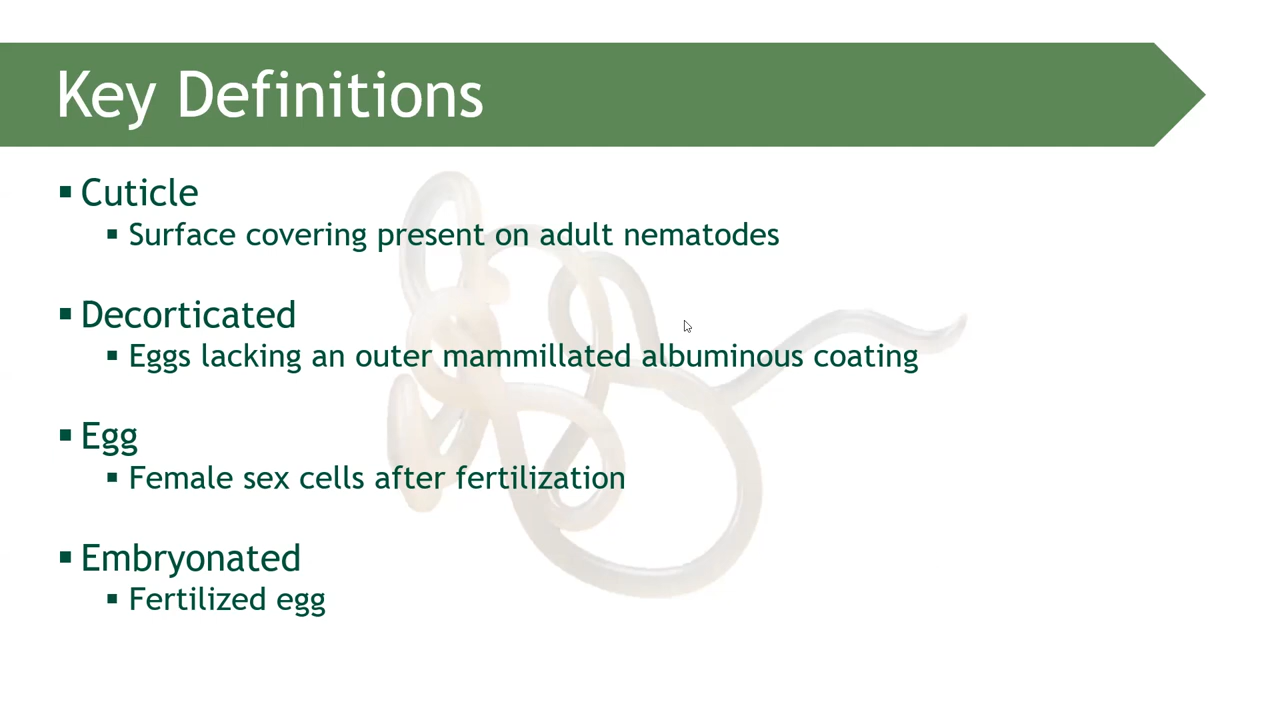 Key Definitions
▪ Cuticle
▪ Surface covering present on adult nematodes
▪ Decorticated
▪ Eggs lacking an outer mammillated albuminous coating
▪ Egg
▪ Female sex cells after fertilization
▪ Embryonated
▪ Fertilized egg